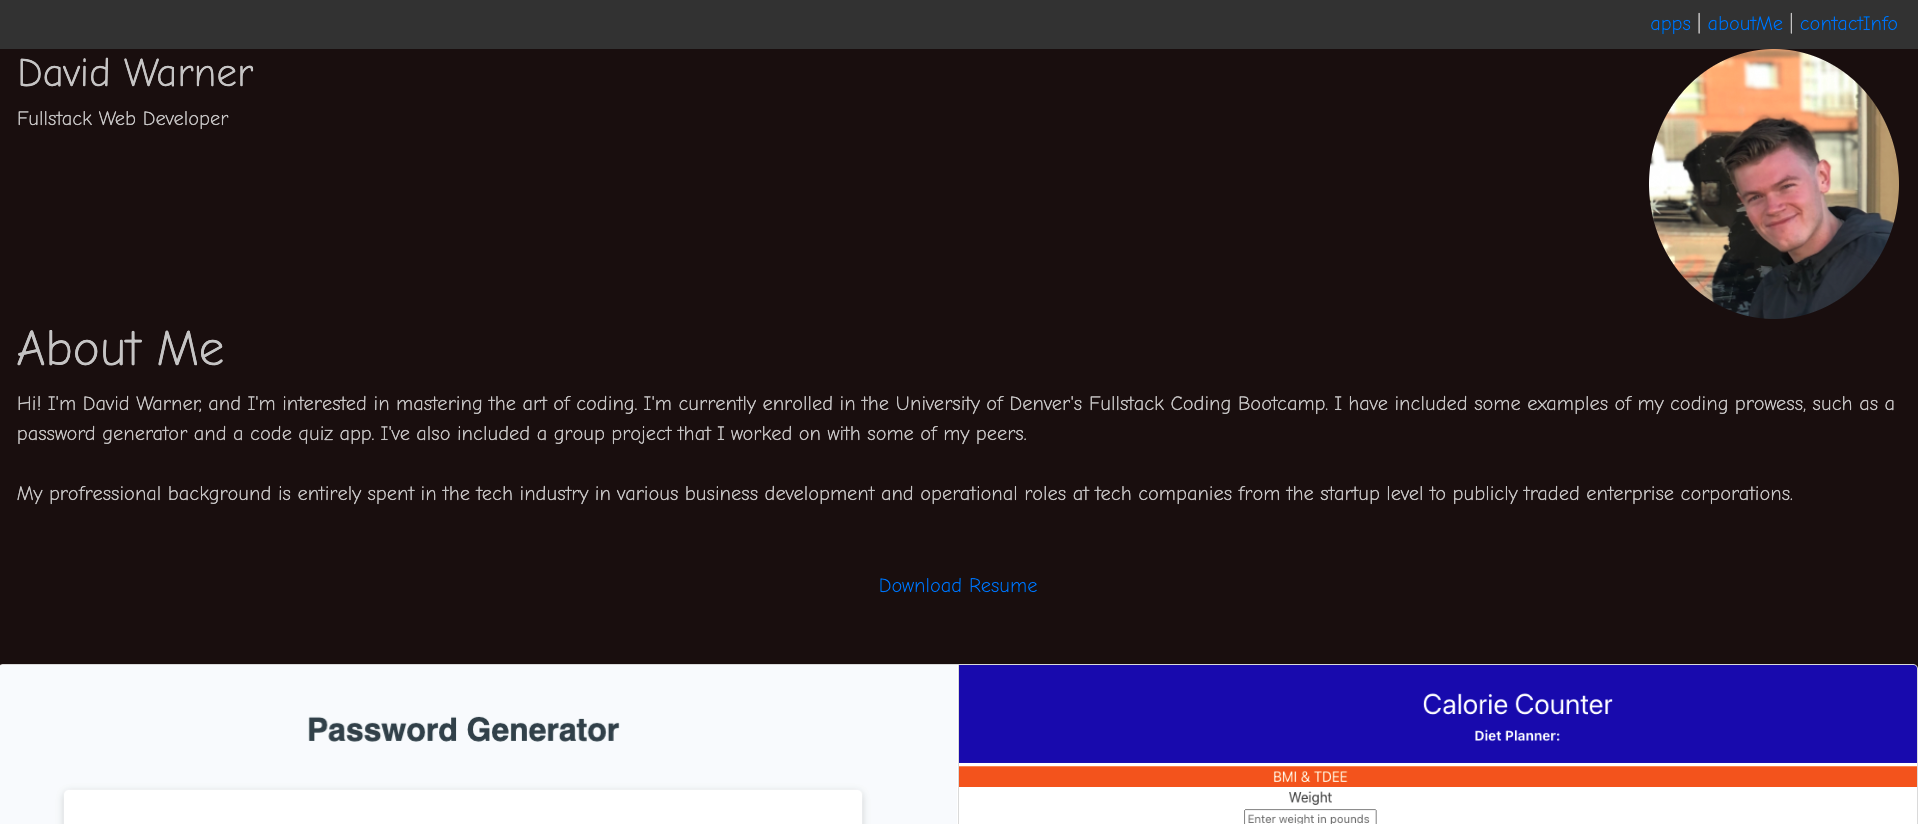 apps | aboutMe | contactInfo
David Warner
Fullstack Web Developer
About Me
Hi! I'm David Warner, and I'm interested in mastering the art of coding. I'm currently enrolled in the University of Denver's Fullstack Coding Bootcamp. I have included some examples of my coding prowess, such as a
password generator and a code quiz app. I've also included a group project that I worked on with some of my peers.
My profressional background is entirely spent in the tech industry in various business development and operational roles at tech companies from the startup level to publicly traded enterprise corporations.
Download Resume
Password Generator
Calorie Counter
Diet Planner:
BMI & TDEE
Weight
Enter weight in pounds